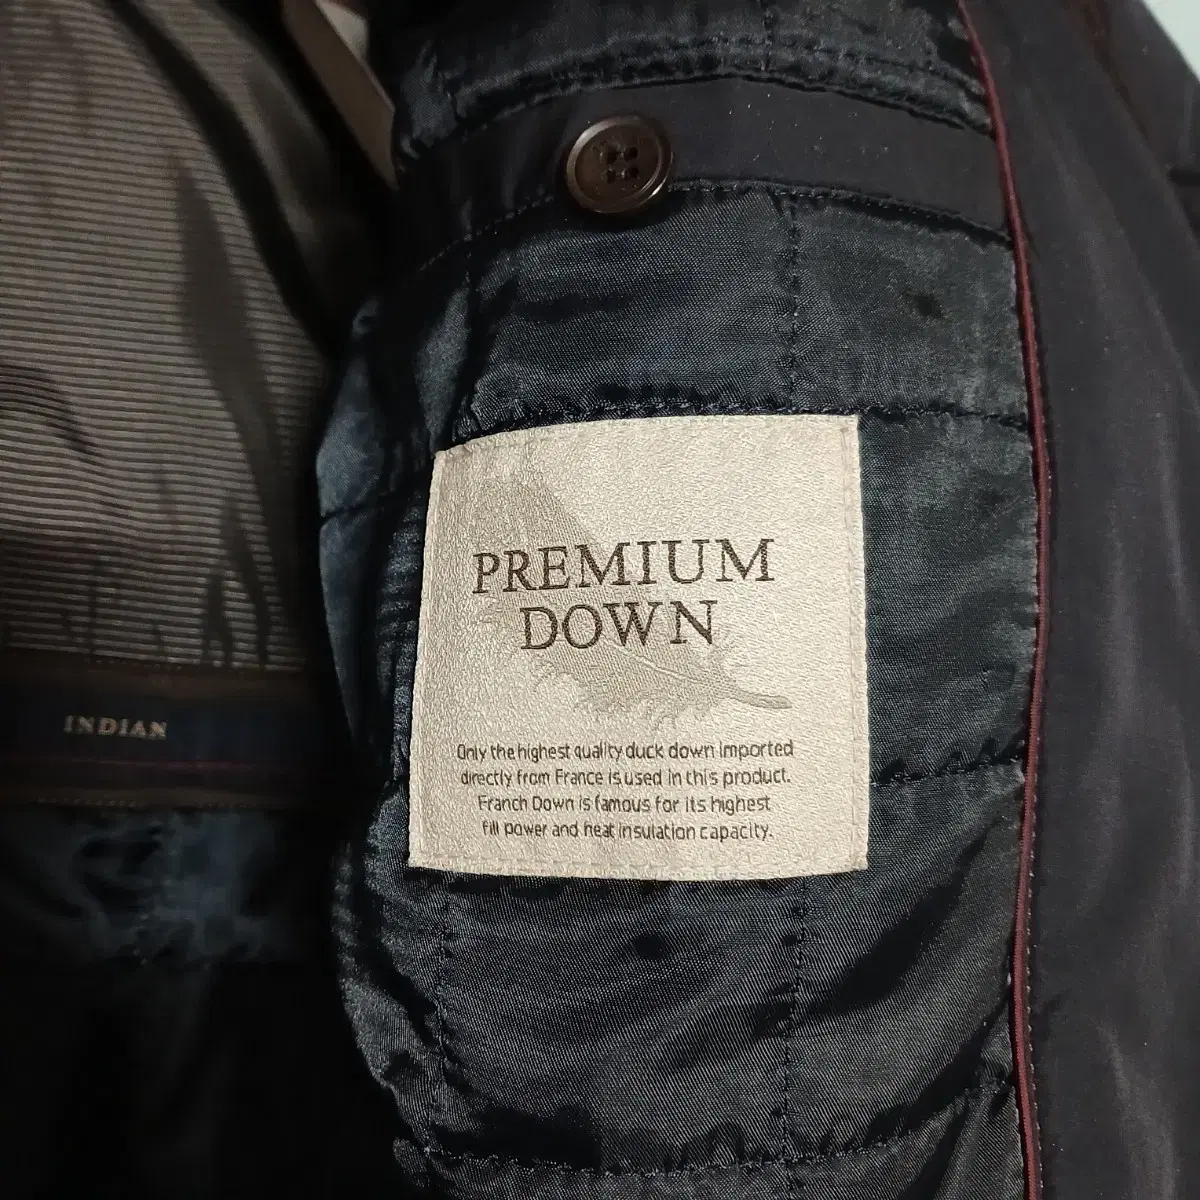 PREMIUM
DOWN
Only the highest quality duck down imported
directly from France is used in this product.
Franch Down is famous for its highest
fill power and heat insulation capacity.
INDIAN